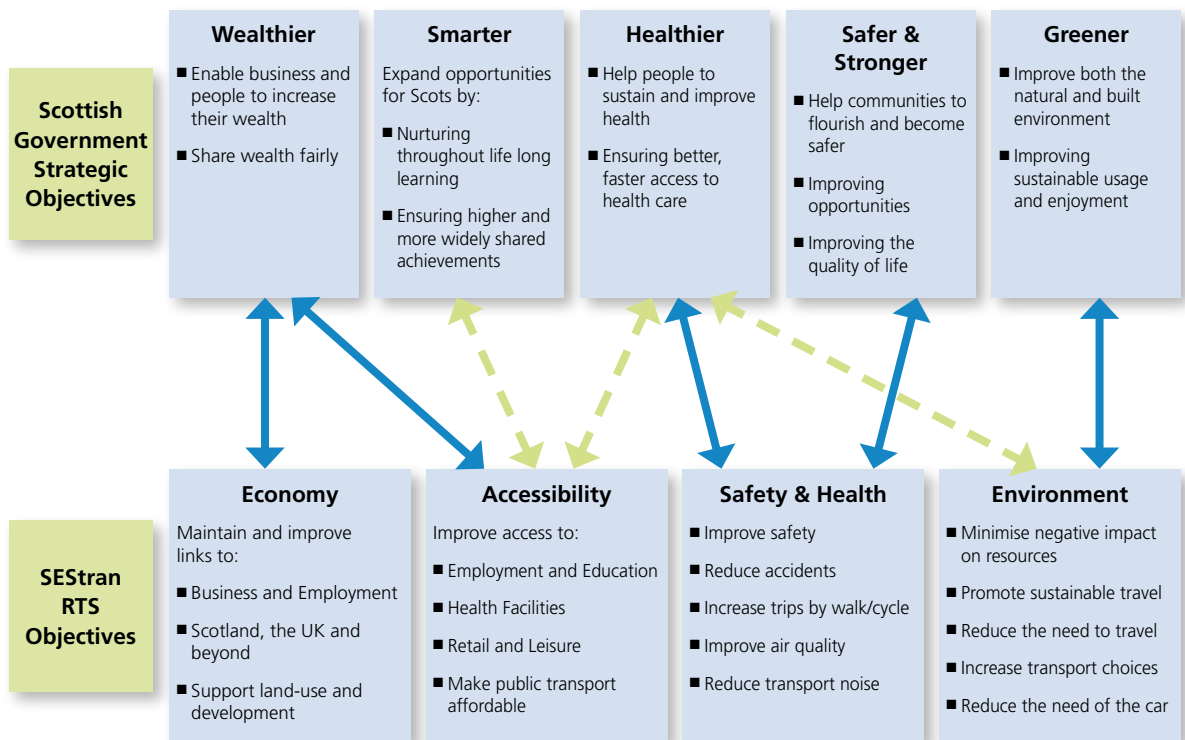 Scottish
Government
Strategic
Objectives
Wealthier
■ Enable business and
people to increase
their wealth
■ Share wealth fairly
Smarter
Expand opportunities
for Scots by:
■ Nurturing
throughout life long
learning
■ Ensuring higher and
more widely shared
achievements
Healthier
■ Help people to
sustain and improve
health
■ Ensuring better,
faster access to
health care
Safer &
Stronger
■ Help communities to
flourish and become
safer
■ Improving
opportunities
■ Improving the
quality of life
Greener
■ Improve both the
natural and built
environment
■ Improving
sustainable usage
and enjoyment
SEStran
RTS
Objectives
Economy
Maintain and improve
links to:
■ Business and Employment
■ Scotland, the UK and
beyond
■ Support land-use and
development
Accessibility
Improve access to:
■ Employment and Education
■ Health Facilities
■ Retail and Leisure
■ Make public transport
affordable
Safety & Health
■ Improve safety
■ Reduce accidents
■ Increase trips by walk/cycle
■ Improve air quality
■ Reduce transport noise
Environment
■ Minimise negative impact
on resources
■ Promote sustainable travel
■ Reduce the need to travel
■ Increase transport choices
■ Reduce the need of the car